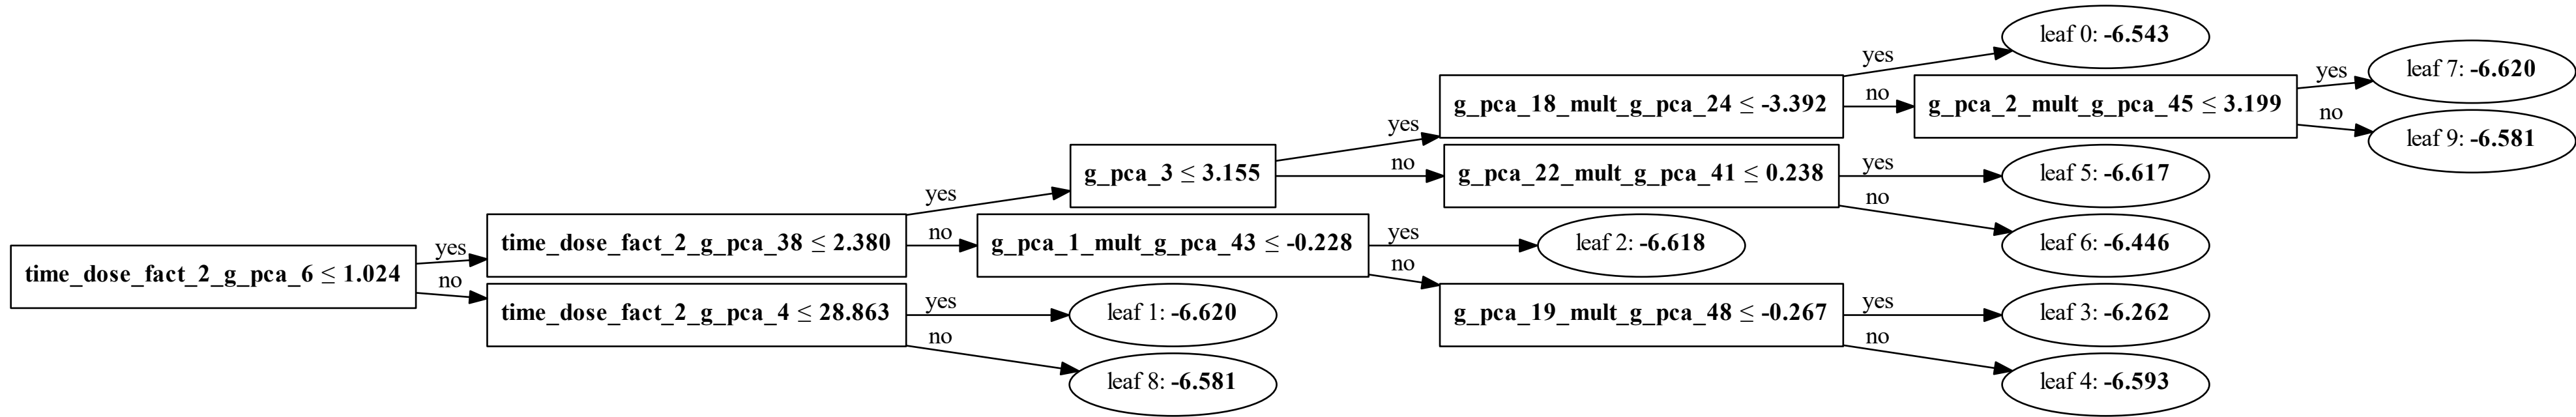 time_dose_fact_2_g_pca_6 ≤ 1.024
yes
no
time_dose_fact_2_g_pca_38 ≤ 2.380
yes
no
time_dose_fact_2_g_pca_4 ≤ 28.863
yes
no
g_pca_3 ≤ 3.155
yes
no
g_pca_1_mult_g_pca_43 ≤ -0.228
yes
no
leaf 1: -6.620
leaf 8: -6.581
g_pca_18_mult_g_pca_24 ≤ -3.392
yes
no
g_pca_22_mult_g_pca_41 ≤ 0.238
yes
no
leaf 2: -6.618
g_pca_19_mult_g_pca_48 ≤ -0.267
yes
no
leaf 0: -6.543
g_pca_2_mult_g_pca_45 ≤ 3.199
yes
no
leaf 5: -6.617
leaf 6: -6.446
leaf 3: -6.262
leaf 4: -6.593
leaf 7: -6.620
leaf 9: -6.581